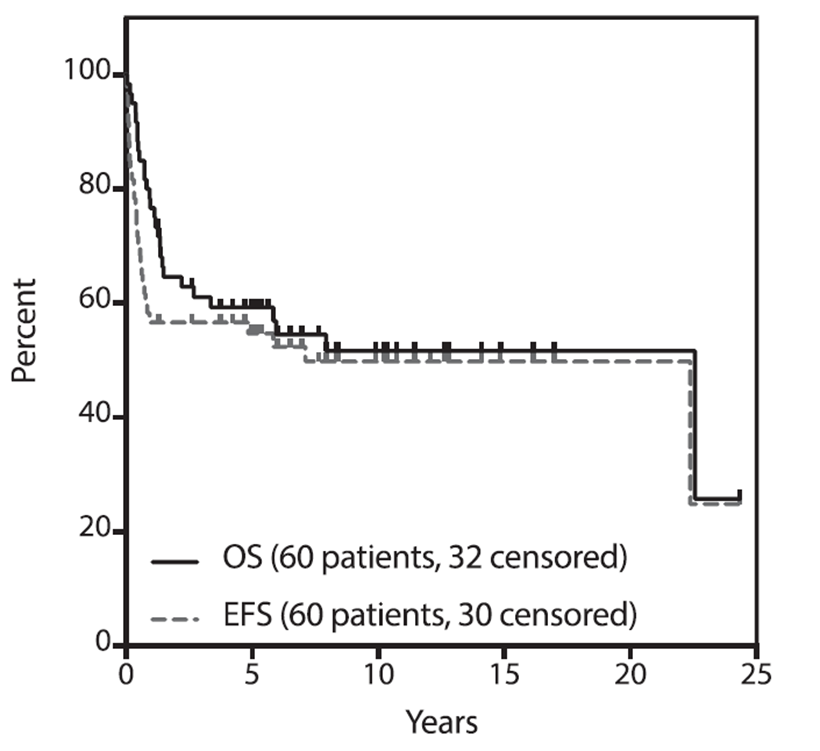 100
80
60
40
20
0
Percent
OS (60 patients, 32 censored)
EFS (60 patients, 30 censored)
0 5 10 15 20 25
Years